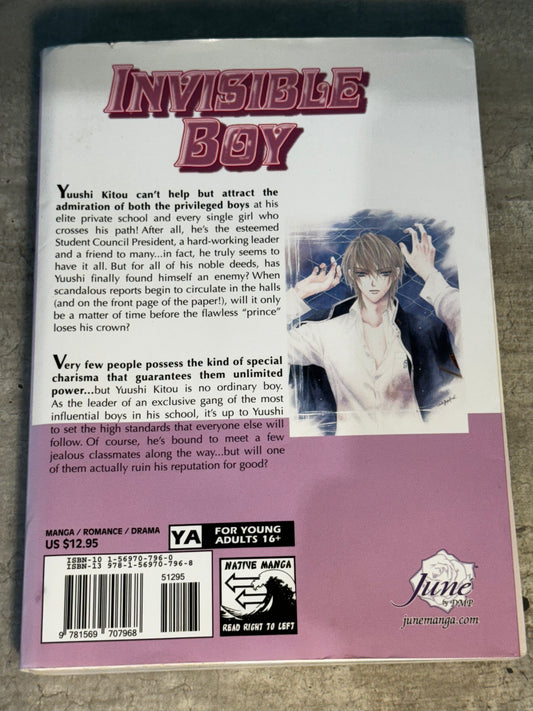 INVISIBLE
BOY
Yuushi Kitou can't help but attract the
admiration of both the privileged boys at his
elite private school and every single girl who
crosses his path! After all, he's the esteemed
Student Council President, a hard-working leader
and a friend to many...in fact, he truly seems to
have it all. But for all of his noble deeds, has
Yuushi finally found himself an enemy? When
scandalous reports begin to circulate in the halls
(and on the front page of the paper!), will it only
be a matter of time before the flawless "prince"
loses his crown?
Very few people possess the kind of special
charisma that guarantees them unlimited
power...but Yuushi Kitou is no ordinary boy.
As the leader of an exclusive gang of the most
influential boys in his school, it's up to Yuushi
to set the high standards that everyone else will
follow. Of course, he's bound to meet a few
jealous classmates along the way...but will one
of them actually ruin his reputation for good?
MANGA / ROMANCE / DRAMA
US $12.95
YA
FOR YOUNG
ADULTS 16+
ISBN-10 1-56970-796-0
ISBN-13 978-1-56970-796-8
51295
9 781569 707968
NATIVE MANGA
READ RIGHT TO LEFT
June
by DMP
junemanga.com